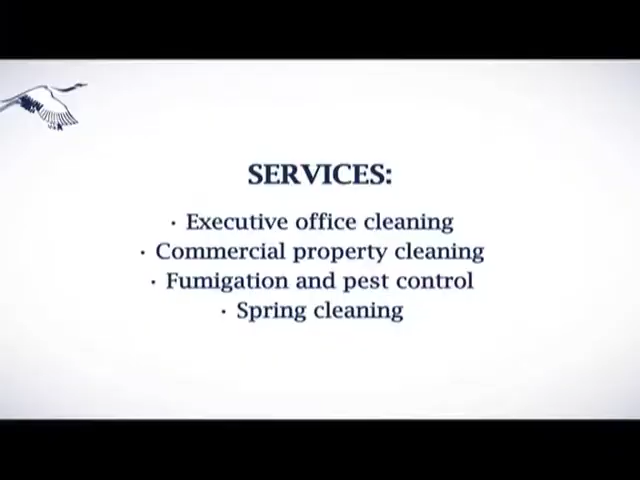 SERVICES:
· Executive office cleaning
· Commercial property cleaning
· Fumigation and pest control
· Spring cleaning